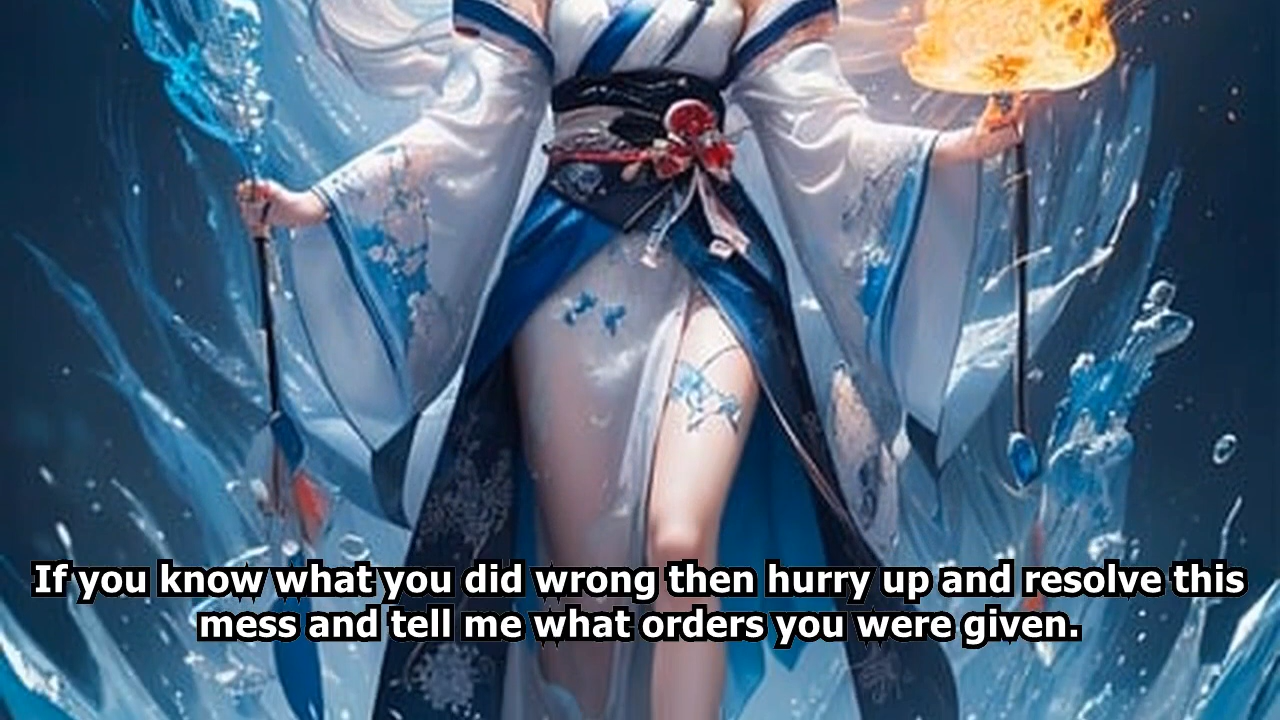 If you know what you did wrong then hurry up and resolve this
mess and tell me what orders you were given.